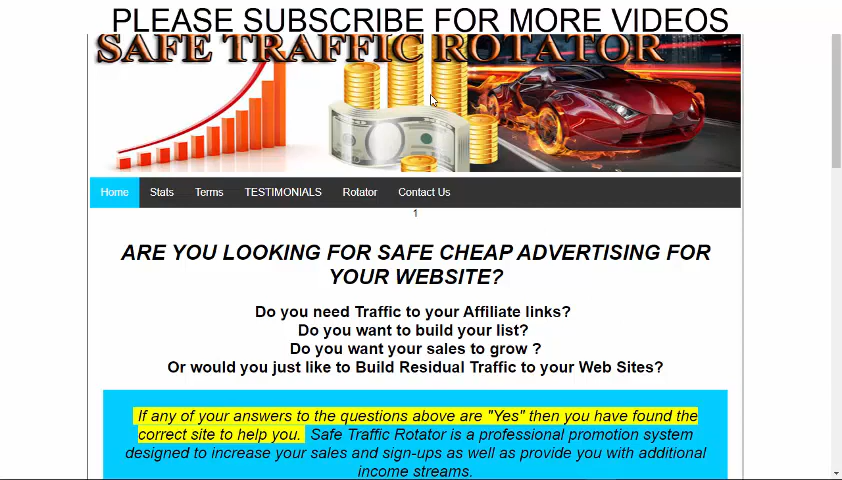 PLEASE SUBSCRIBE FOR MORE VIDEOS
SAFE TRAFFIC ROTATOR
Home Stats Terms TESTIMONIALS Rotator Contact Us
1
ARE YOU LOOKING FOR SAFE CHEAP ADVERTISING FOR
YOUR WEBSITE?
Do you need Traffic to your Affiliate links?
Do you want to build your list?
Do you want your sales to grow ?
Or would you just like to Build Residual Traffic to your Web Sites?
If any of your answers to the questions above are "Yes" then you have found the
correct site to help you. Safe Traffic Rotator is a professional promotion system
designed to increase your sales and sign-ups as well as provide you with additional
income streams.